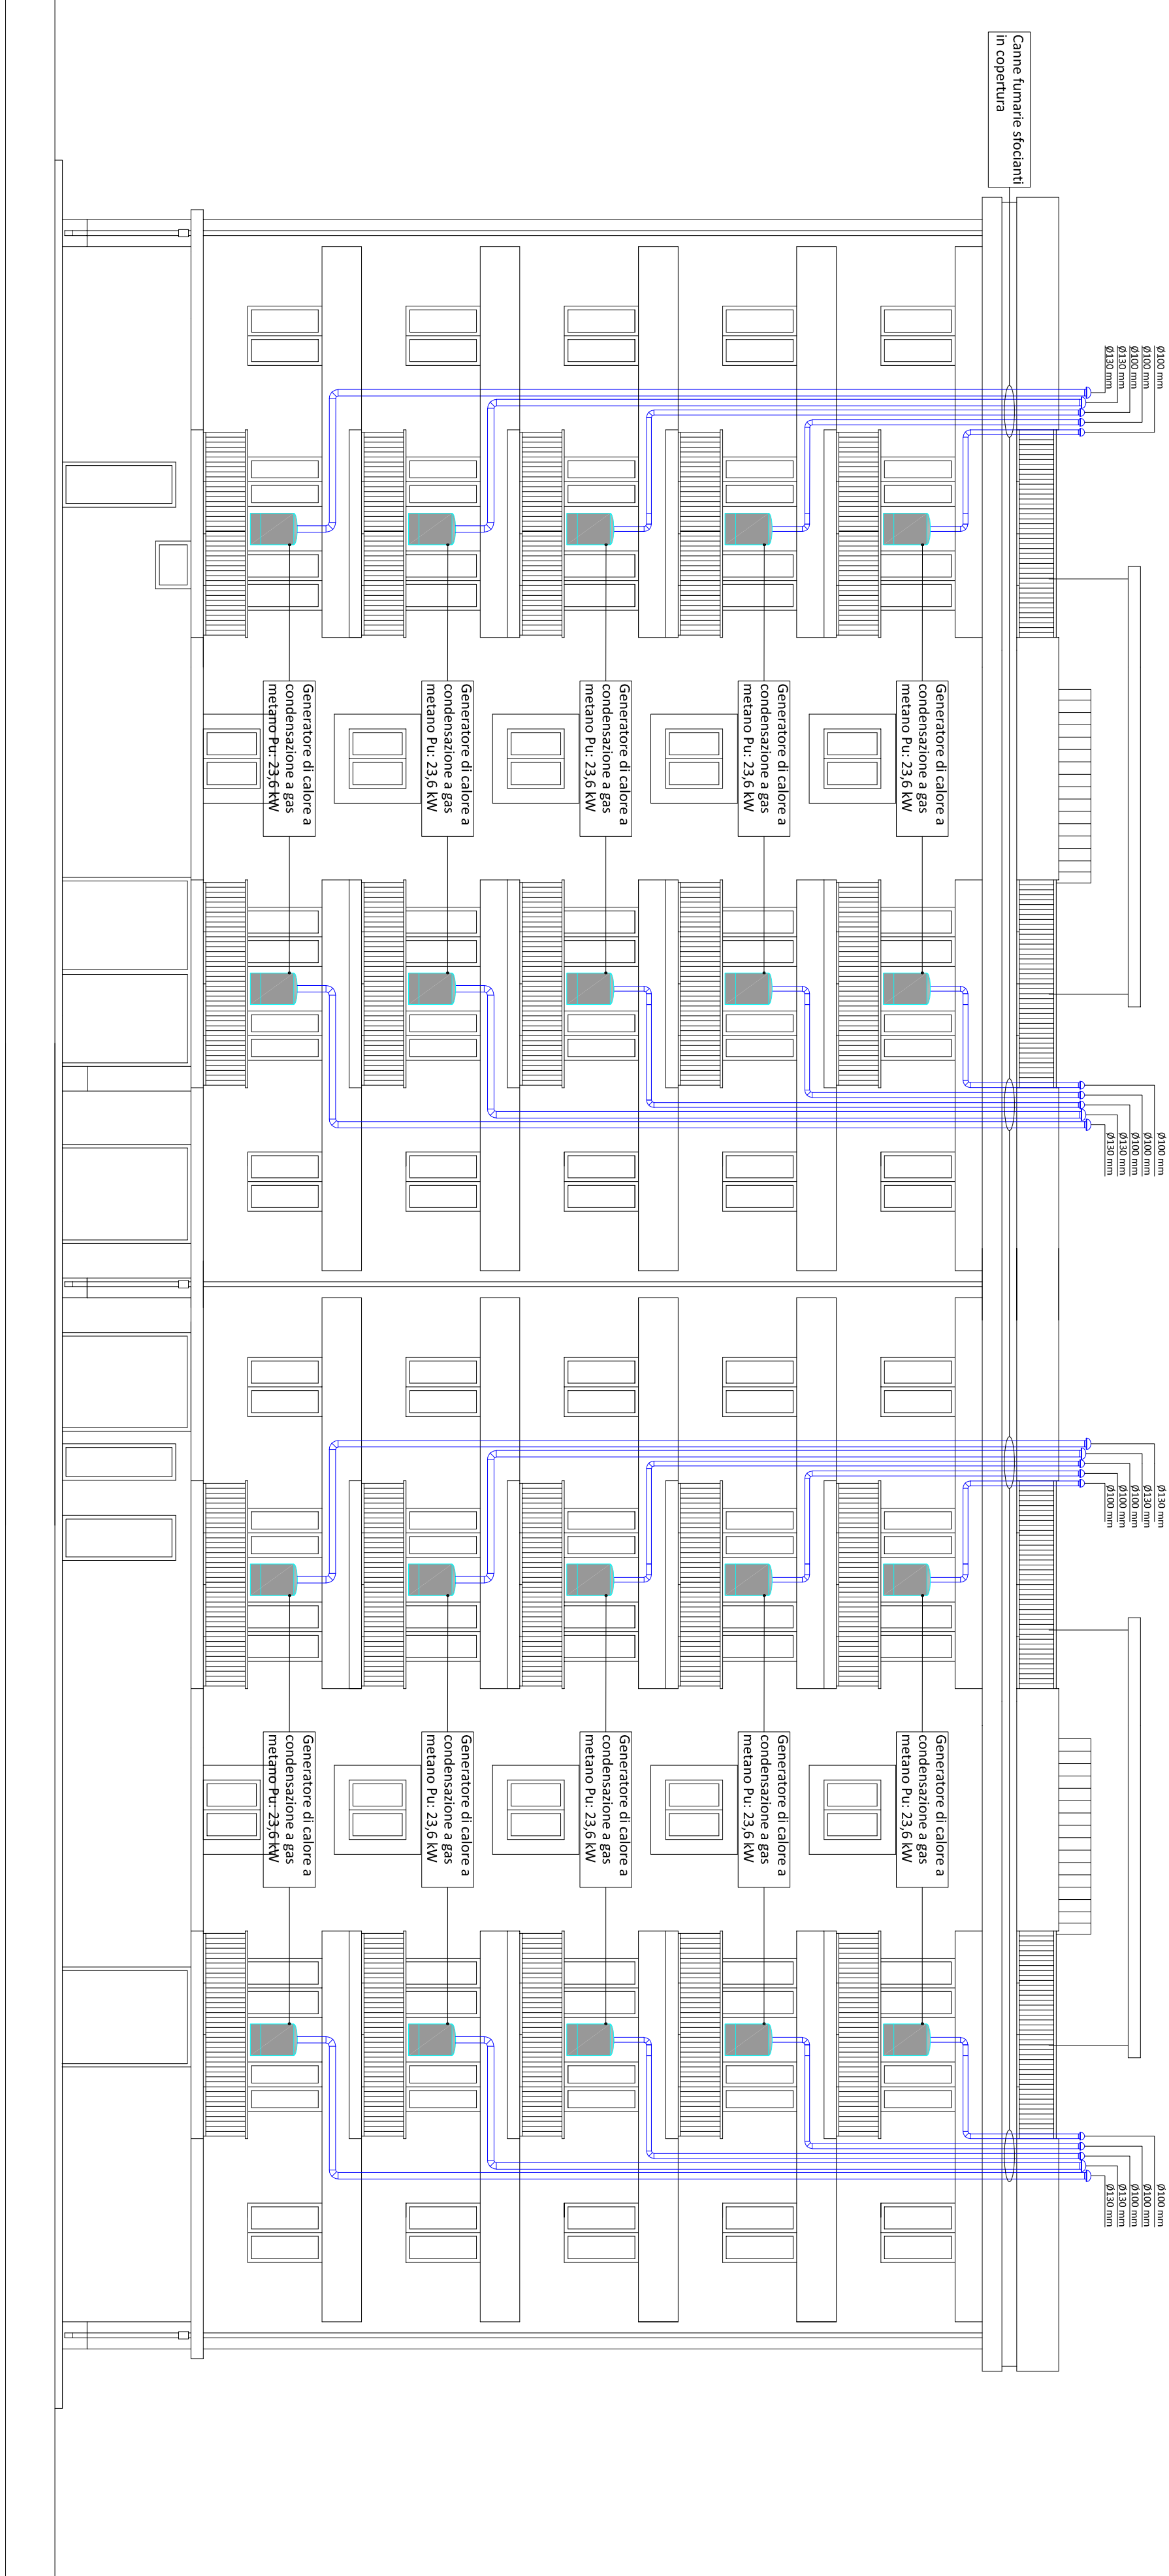 Ø100 mm
Ø100 mm
Ø100 mm
Ø130 mm
Ø130 mm
Ø100 mm
Ø100 mm
Ø100 mm
Ø130 mm
Ø130 mm
Ø130 mm
Ø130 mm
Ø100 mm
Ø100 mm
Ø100 mm
Ø100 mm
Ø100 mm
Ø100 mm
Ø130 mm
Ø130 mm
Canne fumarie sfocianti
in copertura
Generatore di calore a
condensazione a gas
metano Pu: 23,6 kW
Generatore di calore a
condensazione a gas
metano Pu: 23,6 kW
Generatore di calore a
condensazione a gas
metano Pu: 23,6 kW
Generatore di calore a
condensazione a gas
metano Pu: 23,6 kW
Generatore di calore a
condensazione a gas
metano Pu: 23,6 kW
Generatore di calore a
condensazione a gas
metano Pu: 23,6 kW
Generatore di calore a
condensazione a gas
metano Pu: 23,6 kW
Generatore di calore a
condensazione a gas
metano Pu: 23,6 kW
Generatore di calore a
condensazione a gas
metano Pu: 23,6 kW
Generatore di calore a
condensazione a gas
metano Pu: 23,6 kW